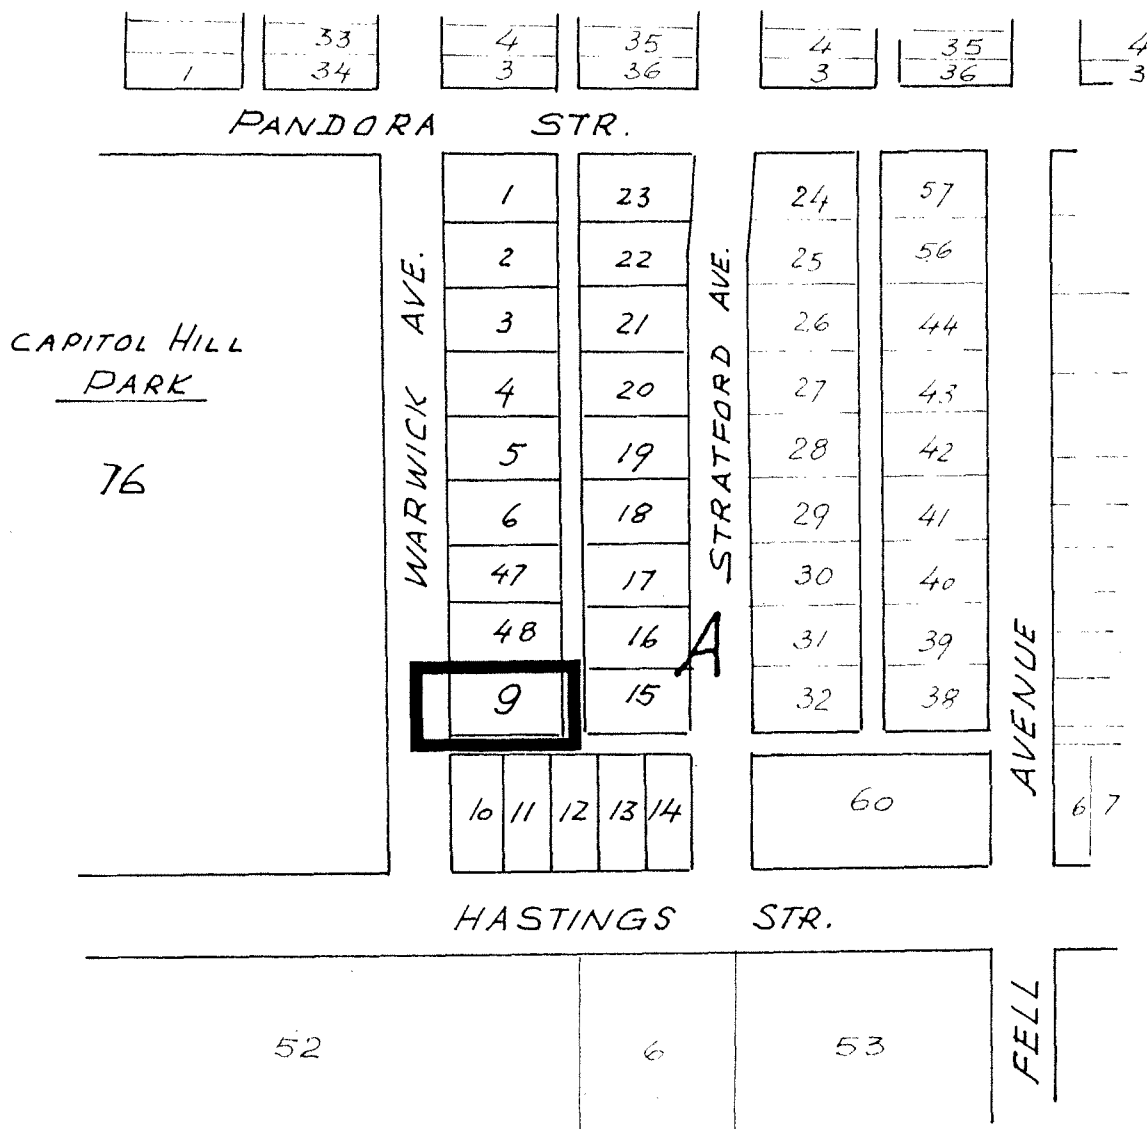 33 4 35 4 35 4
1 34 3 36 3 36 3
PANDORA STR.
1 23 24 57
2 22 25 56
3 21 26 44
4 20 27 43
5 19 28 42
6 18 29 41
47 17 30 40
48 16 31 39
9 15 32 38
10 11 12 13 14 60 6 7
CAPITOL HILL
PARK
76
WARWICK AVE.
STRATFORD AVE.
A
FELL AVENUE
HASTINGS STR.
52 6 53